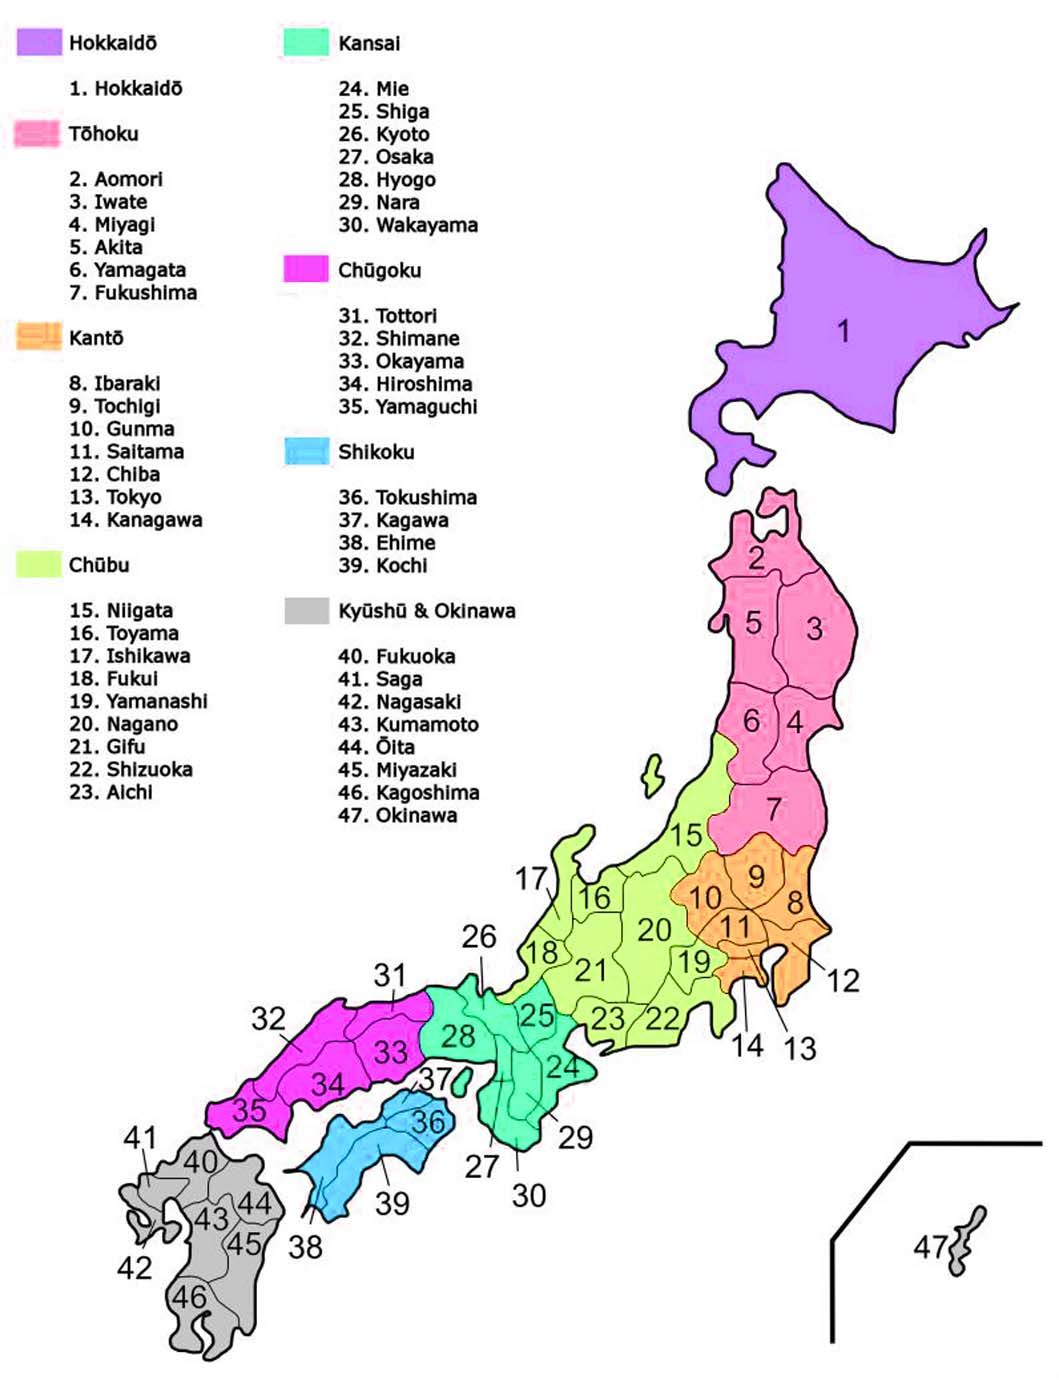 Hokkaidō
1. Hokkaidō
Tōhoku
2. Aomori
3. Iwate
4. Miyagi
5. Akita
6. Yamagata
7. Fukushima
Kantō
8. Ibaraki
9. Tochigi
10. Gunma
11. Saitama
12. Chiba
13. Tokyo
14. Kanagawa
Chūbu
15. Niigata
16. Toyama
17. Ishikawa
18. Fukui
19. Yamanashi
20. Nagano
21. Gifu
22. Shizuoka
23. Aichi
Kansai
24. Mie
25. Shiga
26. Kyoto
27. Osaka
28. Hyogo
29. Nara
30. Wakayama
Chūgoku
31. Tottori
32. Shimane
33. Okayama
34. Hiroshima
35. Yamaguchi
Shikoku
36. Tokushima
37. Kagawa
38. Ehime
39. Kochi
Kyūshū & Okinawa
40. Fukuoka
41. Saga
42. Nagasaki
43. Kumamoto
44. Ōita
45. Miyazaki
46. Kagoshima
47. Okinawa
1
2
5
3
6
4
7
15
9
17
16
10
8
11
20
26
18
19
21
31
12
25
23
22
32
28
14
13
33
24
37
34
35
36
29
41
40
27
30
39
44
43
45
38
47
42
46